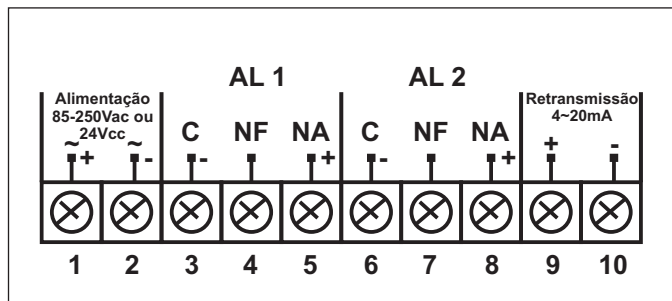 AL 1 AL 2
Alimentação
85-250Vac ou
24Vcc
Retransmissão
4~20mA
C NF NA C NF NA
~ + ~ - - + - + + -
1 2 3 4 5 6 7 8 9 10